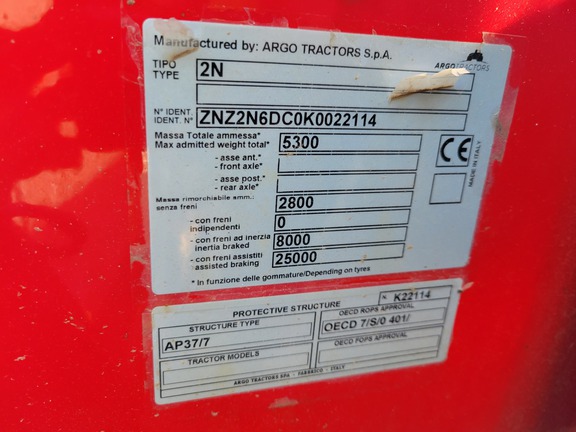 Manufactured by: ARGO TRACTORS S.p.A.
ARGOTRACTORS
TIPO
TYPE
2N
N° IDENT.
IDENT. N°
ZNZ2N6DC0K0022114
Massa Totale ammessa*
Max admitted weight total*
5300
- asse ant.*
- front axle*
- asse post.*
- rear axle*
Massa rimorchiabile amm.:
senza freni
2800
- con freni
indipendenti
0
- con freni ad inerzia
inertia braked
8000
- con freni assistiti
assisted braking
25000
* In funzione delle gommature/Depending on tyres
CE
MADE IN ITALY
PROTECTIVE STRUCTURE
N. K22114
STRUCTURE TYPE
AP37/7
OECD ROPS APPROVAL
OECD 7/S/0 401/
TRACTOR MODELS
OECD FOPS APPROVAL
ARGO TRACTORS SPA - FABBRICO - ITALY